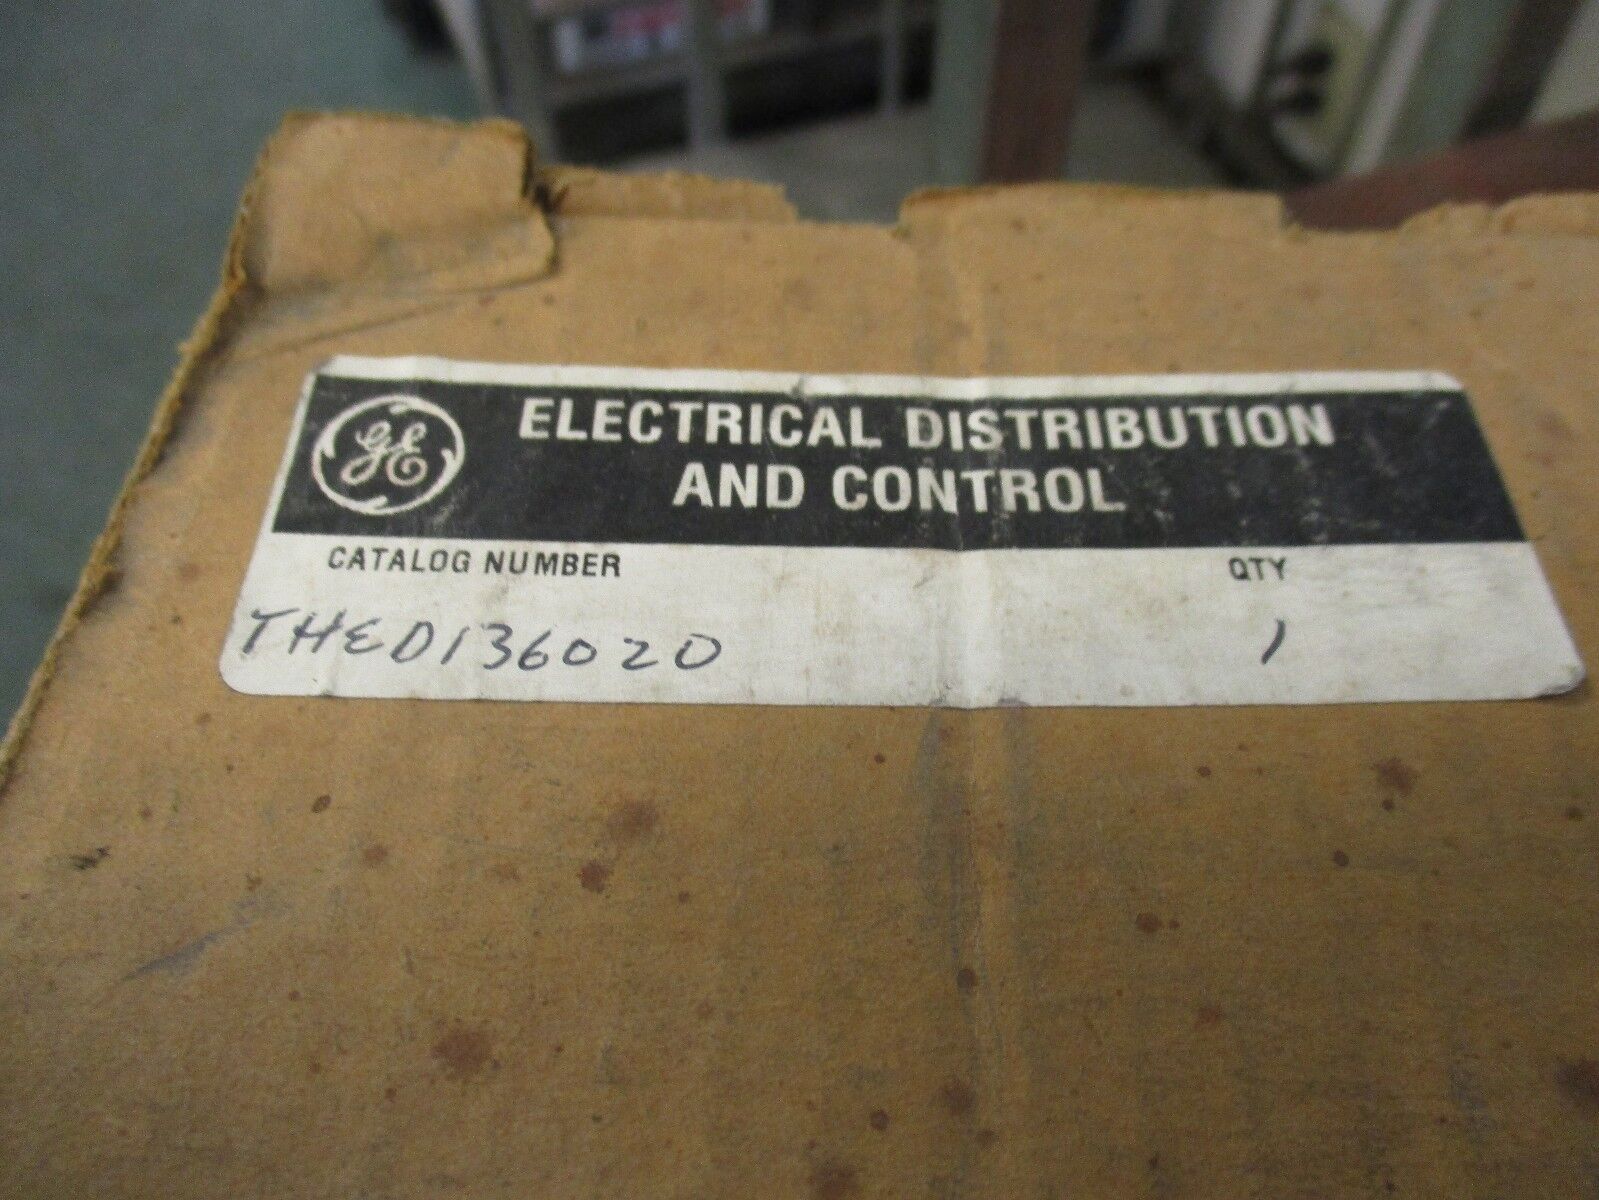 GE ELECTRICAL DISTRIBUTION
AND CONTROL
CATALOG NUMBER QTY
THED136020 1